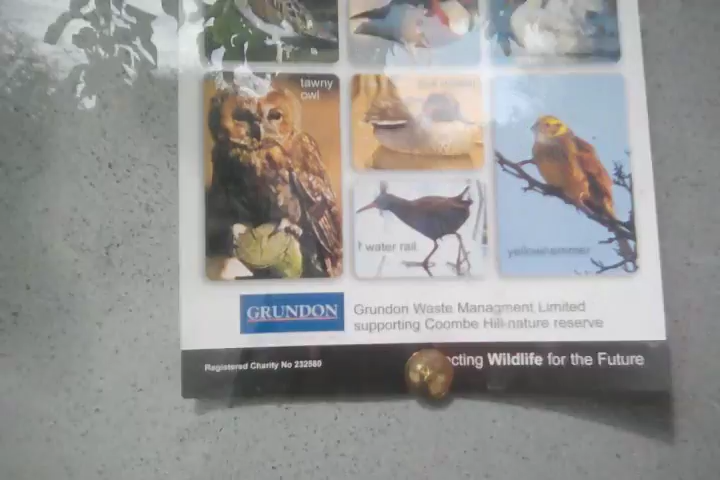 tawny
owl
water rail
yellowhammer
GRUNDON
Grundon Waste Managment Limited
supporting Coombe Hill nature reserve
Registered Charity No 232580
ecting Wildlife for the Future